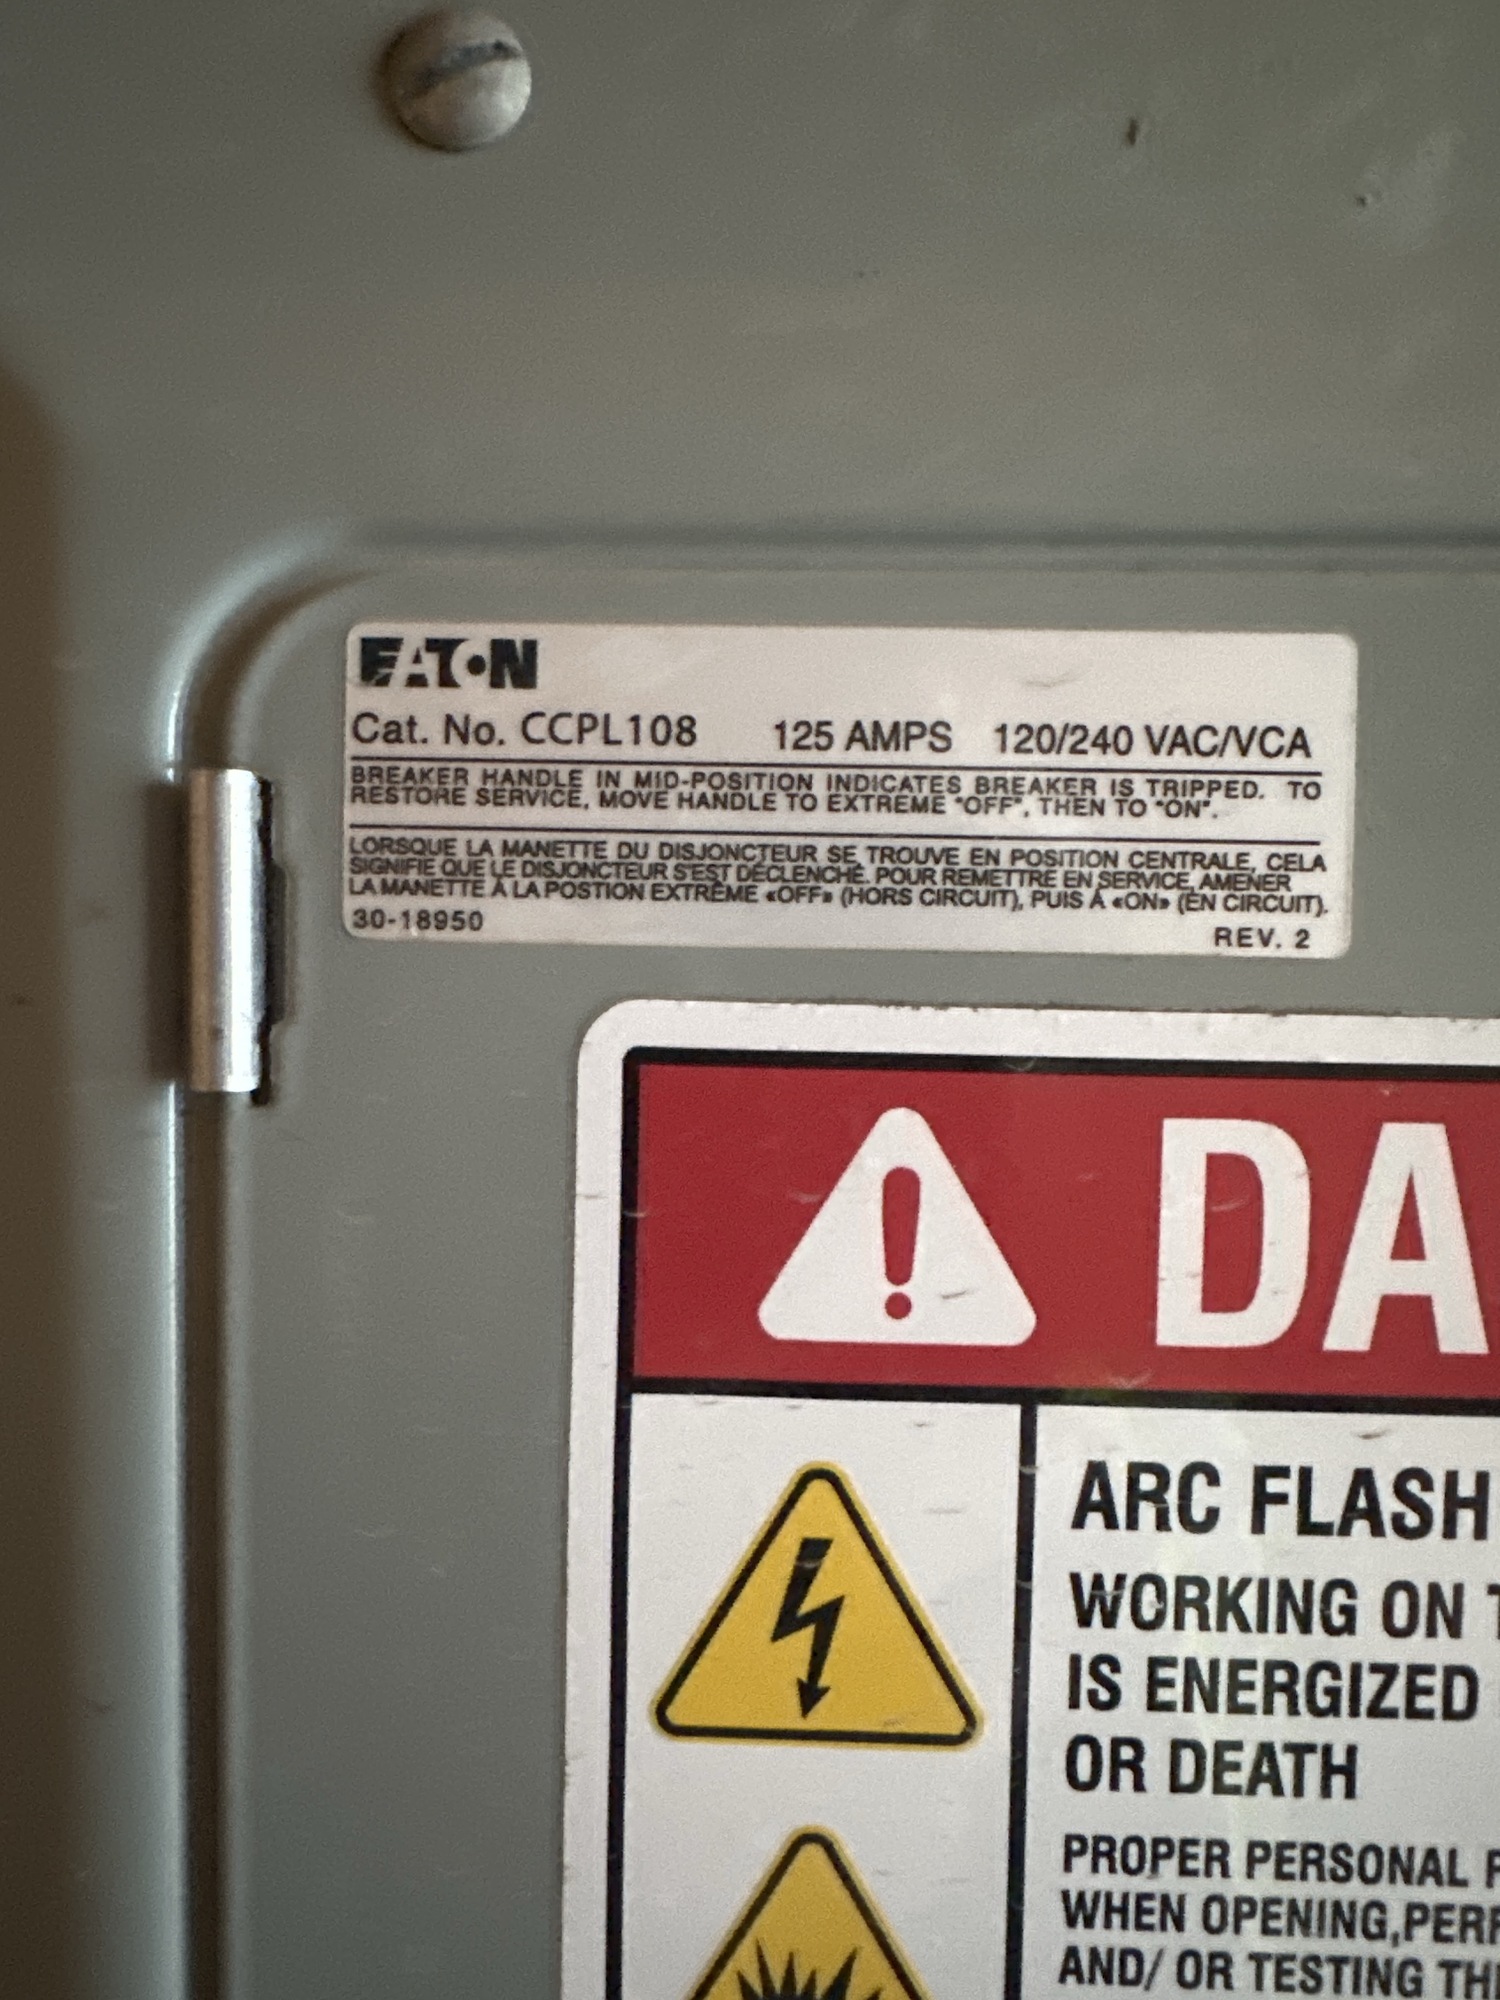 EATON
Cat. No. CCPL108 125 AMPS 120/240 VAC/VCA
BREAKER HANDLE IN MID-POSITION INDICATES BREAKER IS TRIPPED. TO
RESTORE SERVICE, MOVE HANDLE TO EXTREME "OFF", THEN TO "ON".
LORSQUE LA MANETTE DU DISJONCTEUR SE TROUVE EN POSITION CENTRALE, CELA
SIGNIFIE QUE LE DISJONCTEUR S'EST DÉCLENCHÉ. POUR REMETTRE EN SERVICE, AMENER
LA MANETTE À LA POSTION EXTRÊME «OFF» (HORS CIRCUIT), PUIS À «ON» (EN CIRCUIT).
30-18950 REV. 2
DA
ARC FLASH
WORKING ON T
IS ENERGIZED
OR DEATH
PROPER PERSONAL P
WHEN OPENING,PERF
AND/ OR TESTING THI